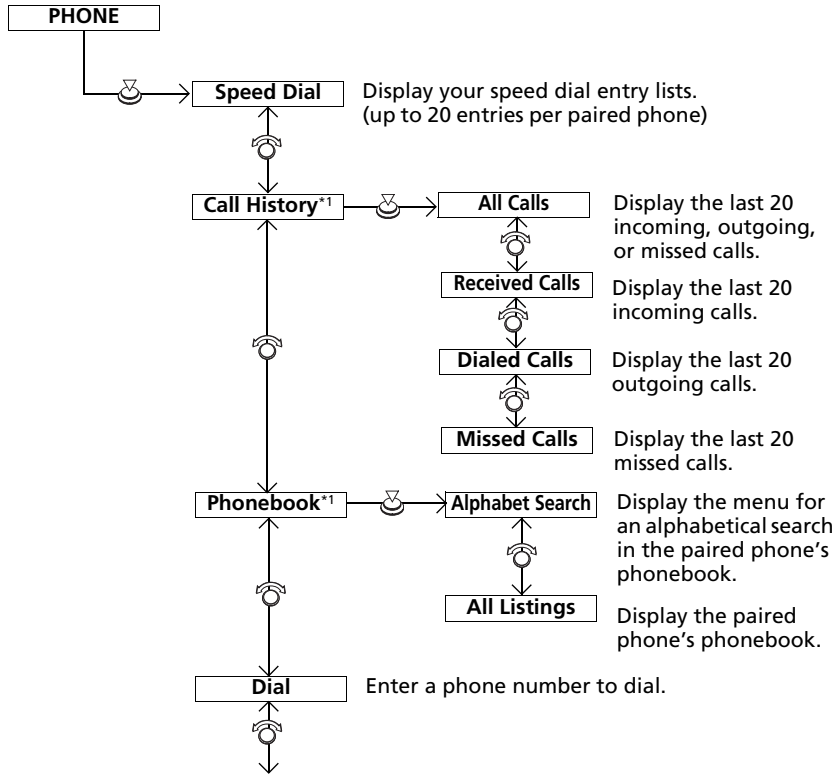 PHONE
Speed Dial
Display your speed dial entry lists.
(up to 20 entries per paired phone)
Call History*1
All Calls
Display the last 20
incoming, outgoing,
or missed calls.
Received Calls
Display the last 20
incoming calls.
Dialed Calls
Display the last 20
outgoing calls.
Missed Calls
Display the last 20
missed calls.
Phonebook*1
Alphabet Search
Display the menu for
an alphabetical search
in the paired phone’s
phonebook.
All Listings
Display the paired
phone’s phonebook.
Dial
Enter a phone number to dial.